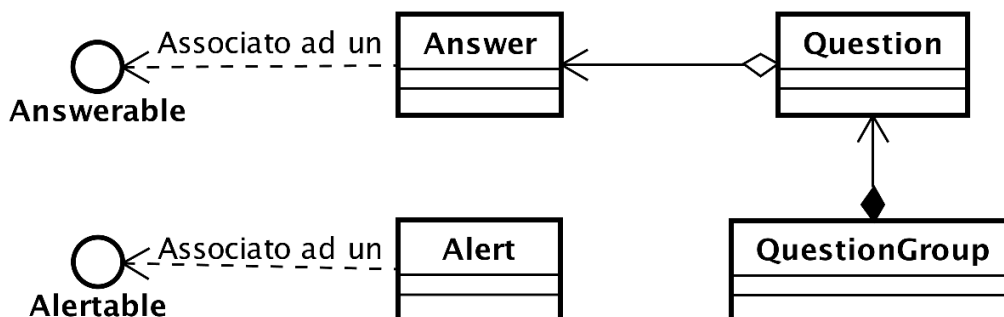 Associato ad un
Answer
Question
Answerable
Associato ad un
Alert
QuestionGroup
Alertable